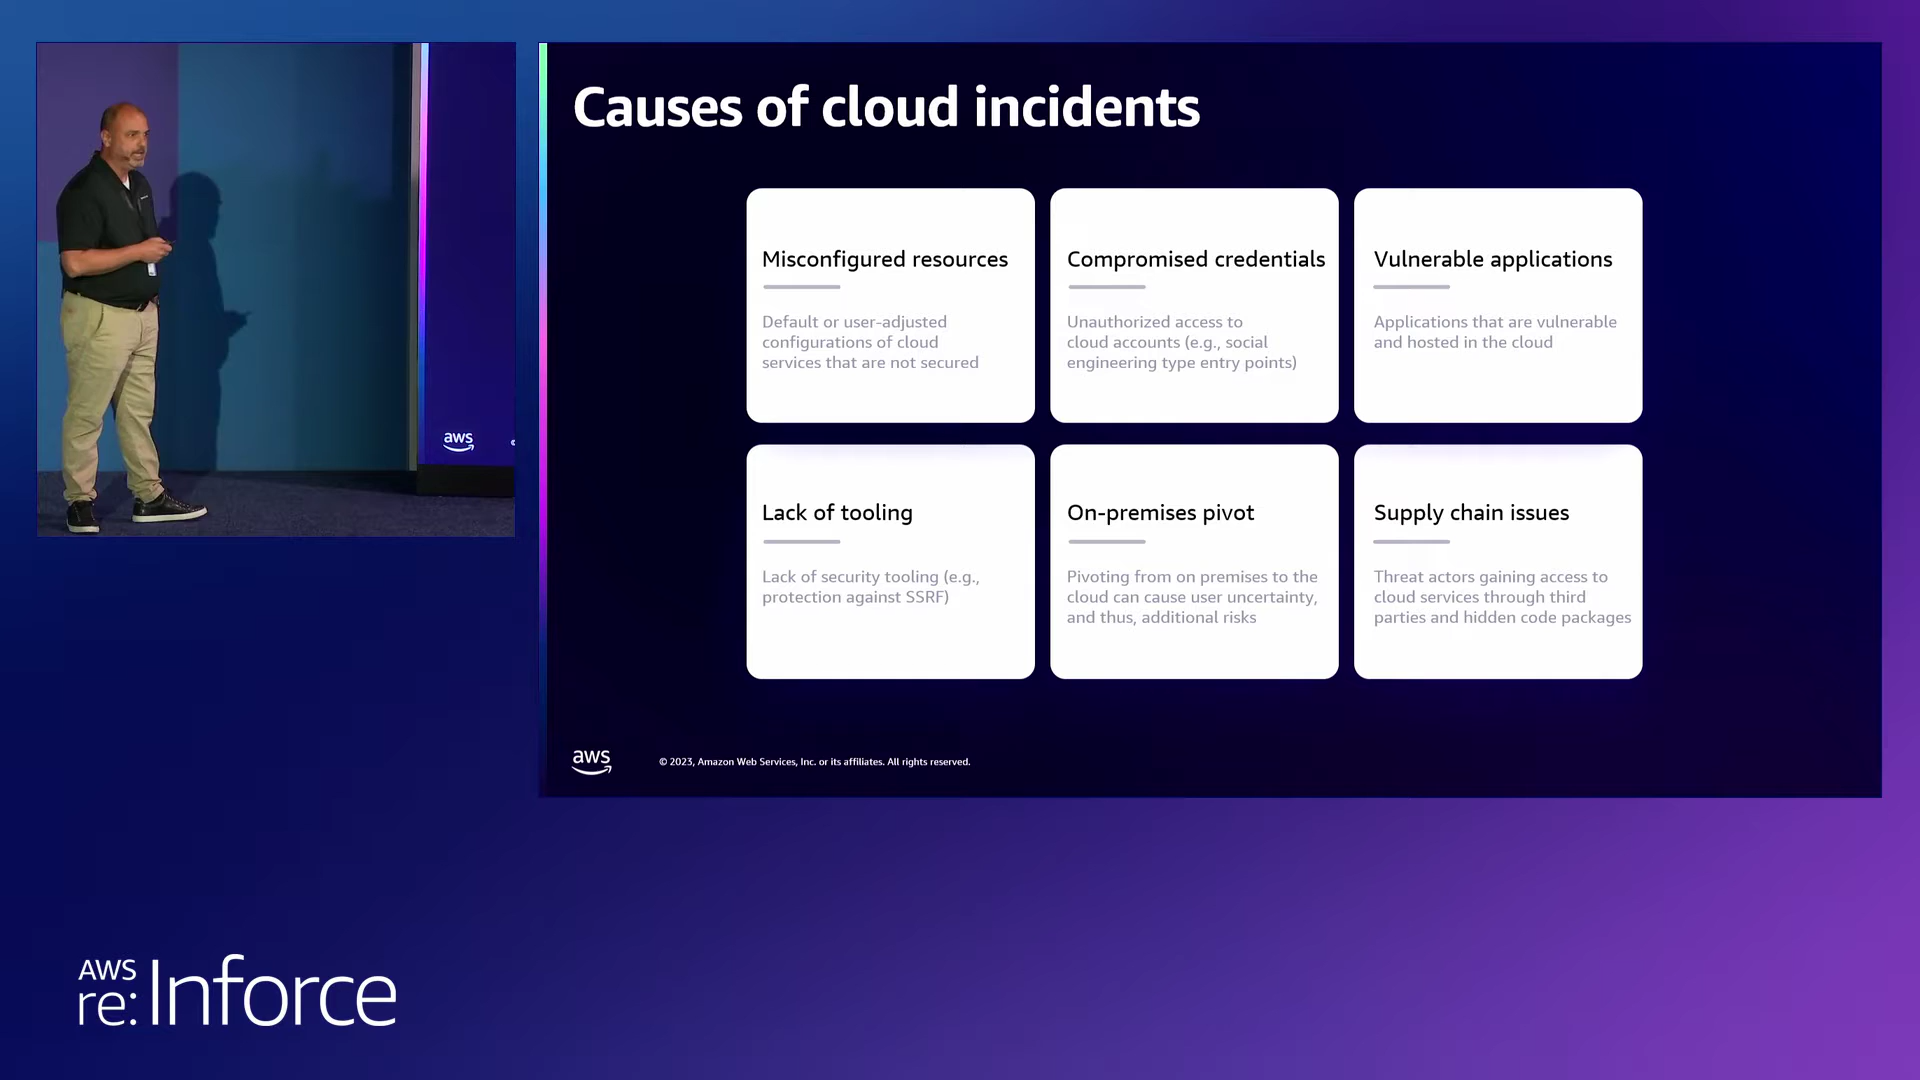 Causes of cloud incidents
Misconfigured resources
Default or user-adjusted
configurations of cloud
services that are not secured
Compromised credentials
Unauthorized access to
cloud accounts (e.g., social
engineering type entry points)
Vulnerable applications
Applications that are vulnerable
and hosted in the cloud
Lack of tooling
Lack of security tooling (e.g.,
protection against SSRF)
On-premises pivot
Pivoting from on premises to the
cloud can cause user uncertainty,
and thus, additional risks
Supply chain issues
Threat actors gaining access to
cloud services through third
parties and hidden code packages
aws
© 2023, Amazon Web Services, Inc. or its affiliates. All rights reserved.
aws
AWS
re:Inforce